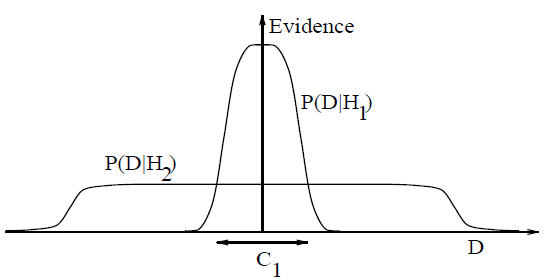 Evidence
P(D|H1)
P(D|H2)
D
C1